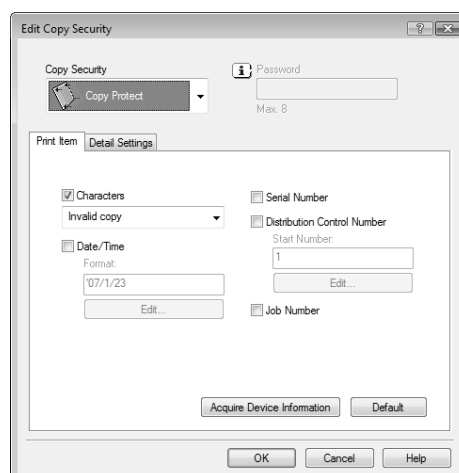 Edit Copy Security
Copy Security
Password
Copy Protect
Max. 8
Print Item
Detail Settings
Characters
Invalid copy
Date/Time
Format:
'07/1/23
Edit...
Serial Number
Distribution Control Number
Start Number:
1
Edit...
Job Number
Acquire Device Information
Default
OK
Cancel
Help